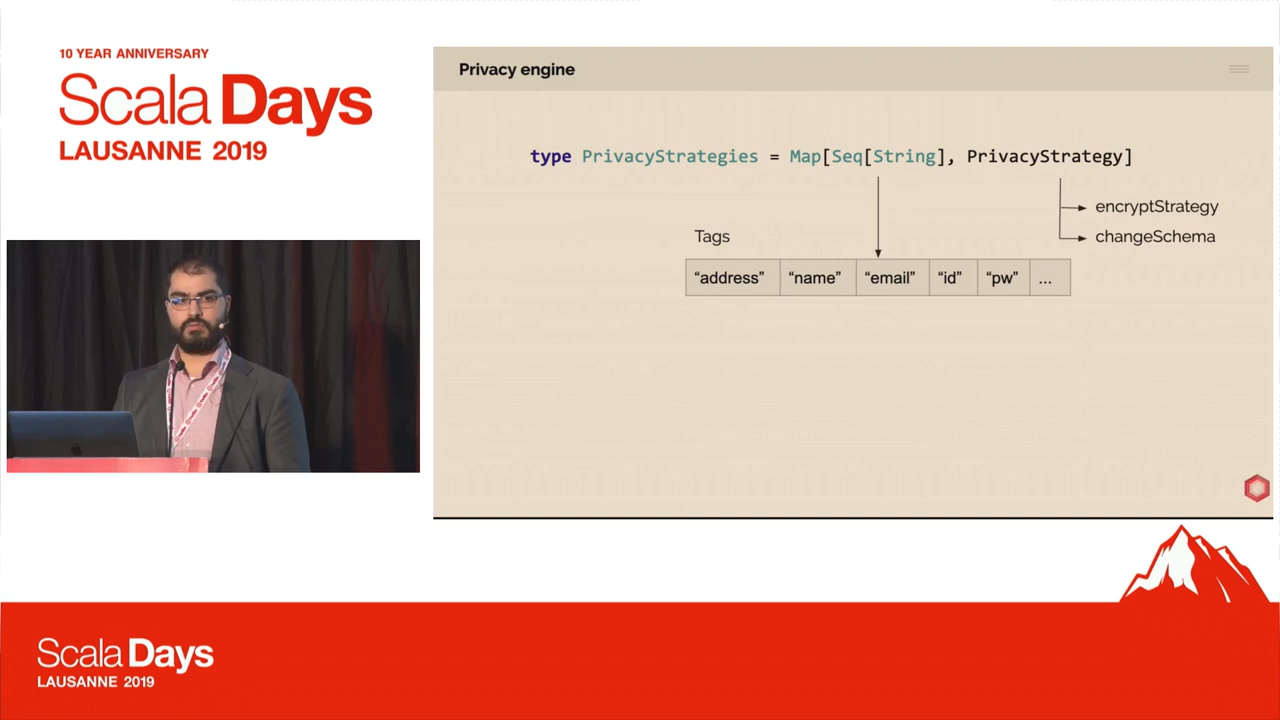 10 YEAR ANNIVERSARY
Scala Days
LAUSANNE 2019
Privacy engine
type PrivacyStrategies = Map[Seq[String], PrivacyStrategy]
encryptStrategy
changeSchema
Tags
“address” “name” “email” “id” “pw” ...
Scala Days
LAUSANNE 2019